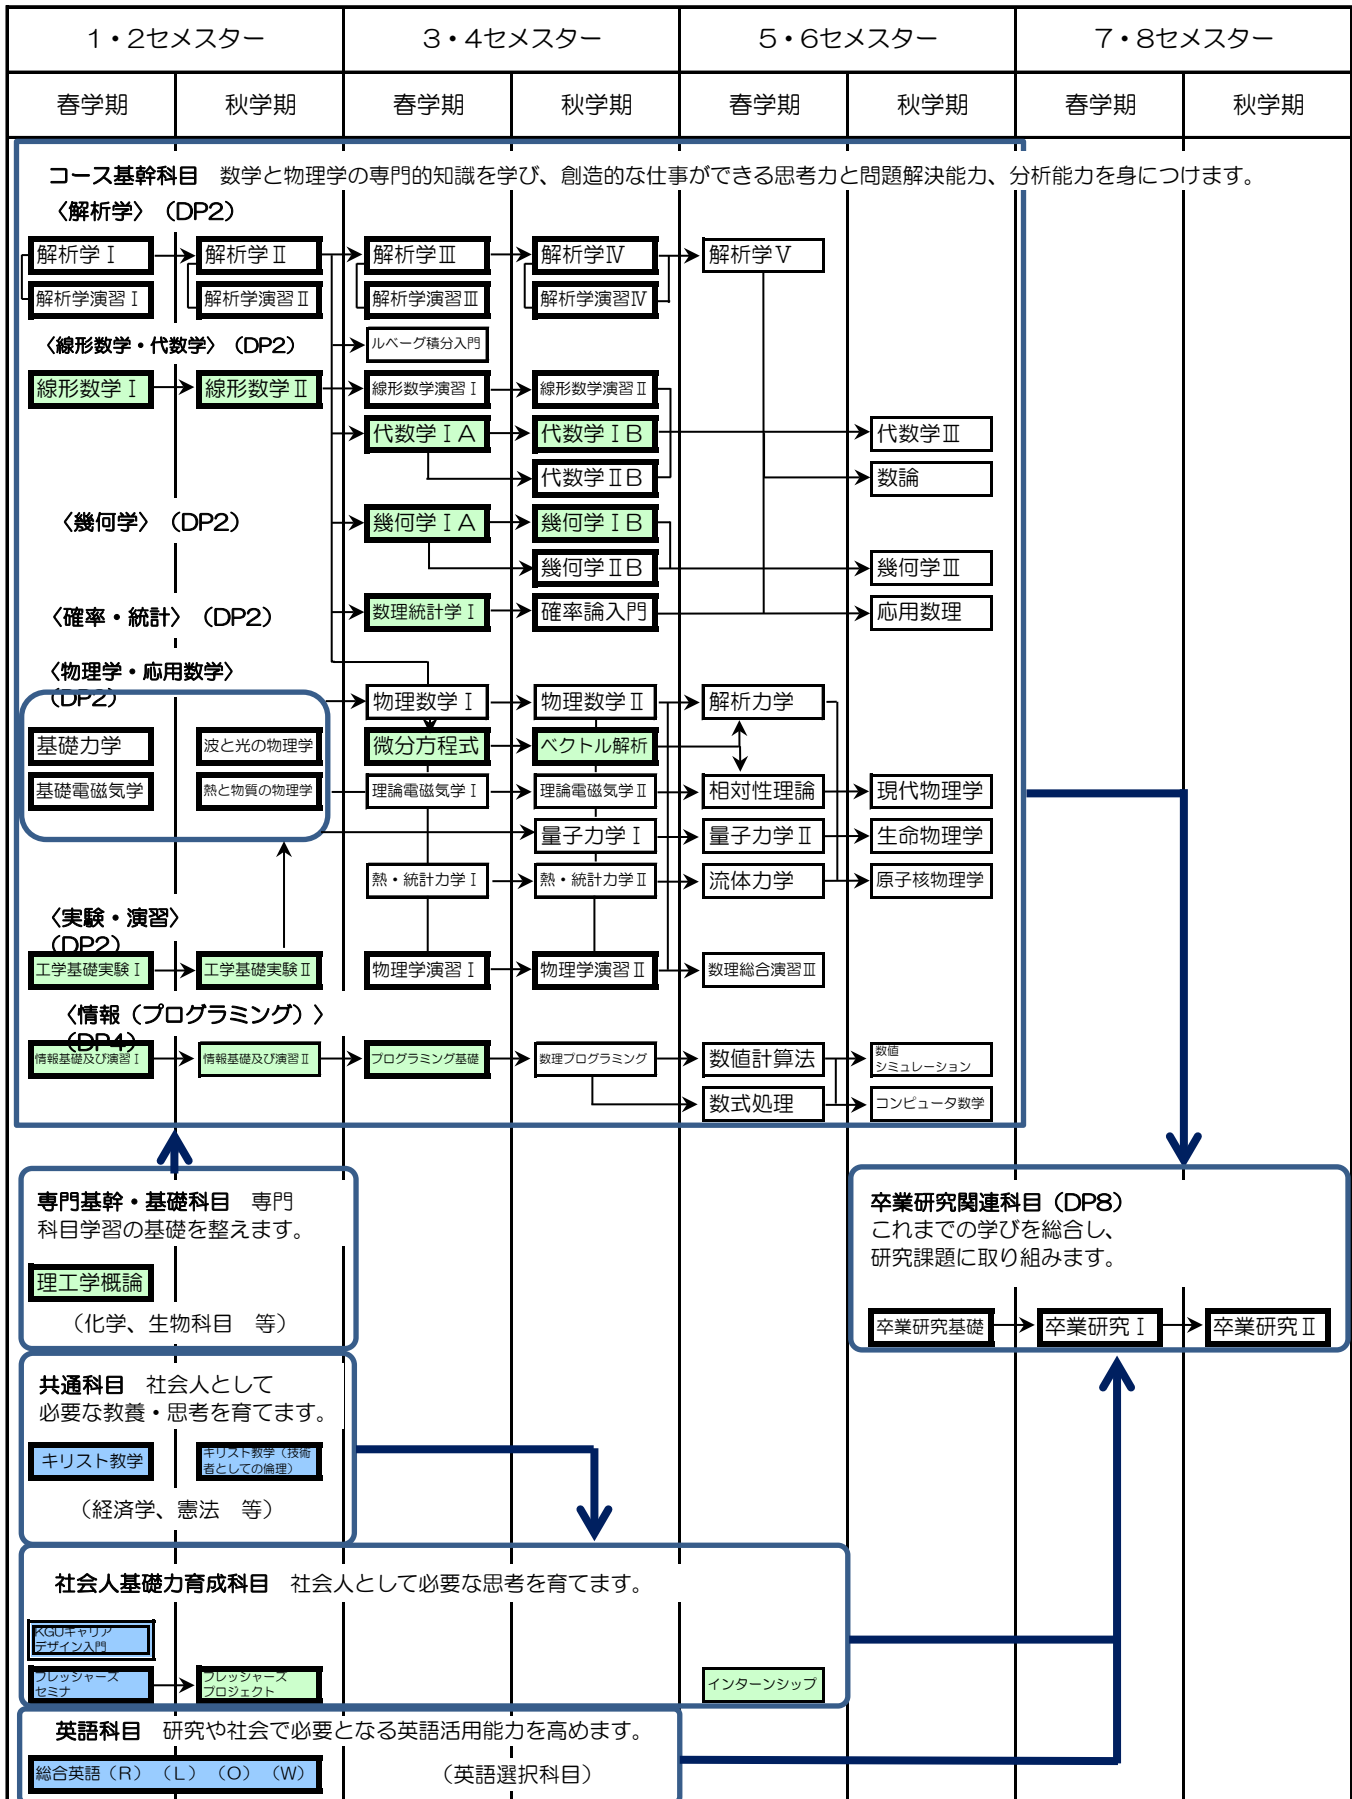 1・2セメスター 3・4セメスター 5・6セメスター 7・8セメスター
春学期 秋学期 春学期 秋学期 春学期 秋学期 春学期 秋学期
コース基幹科目 数学と物理学の専門的知識を学び、創造的な仕事ができる思考力と問題解決能力、分析能力を身につけます。
〈解析学〉（DP2）
解析学Ⅰ 解析学Ⅱ 解析学Ⅲ 解析学Ⅳ 解析学Ⅴ
解析学演習Ⅰ 解析学演習Ⅱ 解析学演習Ⅲ 解析学演習Ⅳ
〈線形数学・代数学〉（DP2） ルベーグ積分入門
線形数学Ⅰ 線形数学Ⅱ 線形数学演習Ⅰ 線形数学演習Ⅱ
代数学ⅠA 代数学ⅠB 代数学Ⅲ
代数学ⅡB 数論
〈幾何学〉（DP2） 幾何学ⅠA 幾何学ⅠB
幾何学ⅡB 幾何学Ⅲ
〈確率・統計〉（DP2） 数理統計学Ⅰ 確率論入門 応用数理
〈物理学・応用数学〉
（DP2） 物理数学Ⅰ 物理数学Ⅱ 解析力学
基礎力学 波と光の物理学 微分方程式 ベクトル解析
基礎電磁気学 熱と物質の物理学 理論電磁気学Ⅰ 理論電磁気学Ⅱ 相対性理論 現代物理学
量子力学Ⅰ 量子力学Ⅱ 生命物理学
熱・統計力学Ⅰ 熱・統計力学Ⅱ 流体力学 原子核物理学
〈実験・演習〉
（DP2）
工学基礎実験Ⅰ 工学基礎実験Ⅱ 物理学演習Ⅰ 物理学演習Ⅱ 数理総合演習Ⅲ
〈情報（プログラミング）〉
（DP4）
情報基礎及び演習Ⅰ 情報基礎及び演習Ⅱ プログラミング基礎 数理プログラミング 数値計算法 数値
シミュレーション
数式処理 コンピュータ数学
専門基幹・基礎科目 専門
科目学習の基礎を整えます。
理工学概論
（化学、生物科目 等）
卒業研究関連科目（DP8）
これまでの学びを総合し、
研究課題に取り組みます。
卒業研究基礎 卒業研究Ⅰ 卒業研究Ⅱ
共通科目 社会人として
必要な教養・思考を育てます。
キリスト教学 キリスト教学（技術
者としての倫理）
（経済学、憲法 等）
社会人基礎力育成科目 社会人として必要な思考を育てます。
KGUキャリア
デザイン入門
フレッシャーズ
セミナ
フレッシャーズ
プロジェクト
インターンシップ
英語科目 研究や社会で必要となる英語活用能力を高めます。
総合英語（R）（L）（O）（W） （英語選択科目）